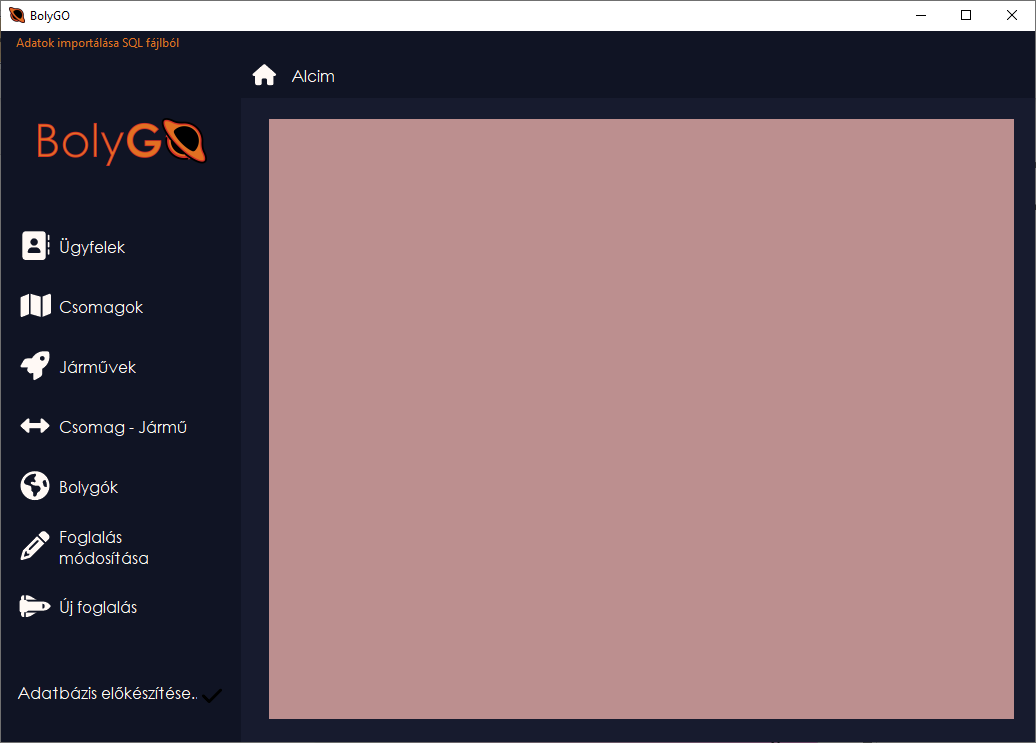 BolyGO
Adatok importálása SQL fájlból
Alcim
BolyGO
Ügyfelek
Csomagok
Járművek
Csomag - Jármű
Bolygók
Foglalás
módosítása
Új foglalás
Adatbázis előkészítése..